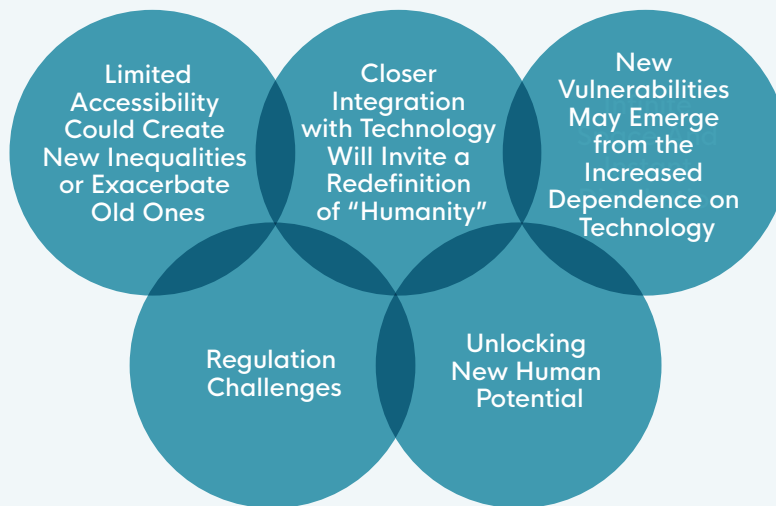 Limited
Accessibility
Could Create
New Inequalities
or Exacerbate
Old Ones
Closer
Integration
with Technology
Will Invite a
Redefinition
of “Humanity”
New
Vulnerabilities
May Emerge
from the
Increased
Dependence on
Technology
Regulation
Challenges
Unlocking
New Human
Potential